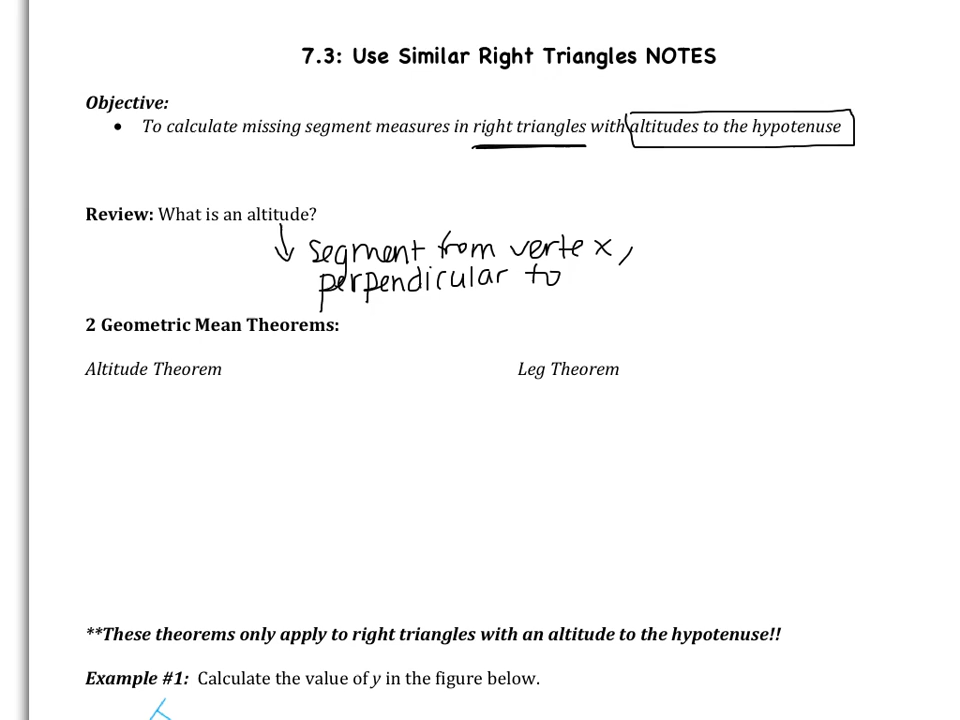 7.3: Use Similar Right Triangles NOTES
Objective:
• To calculate missing segment measures in right triangles with altitudes to the hypotenuse
Review: What is an altitude?
segment from vertex,
perpendicular to
2 Geometric Mean Theorems:
Altitude Theorem
Leg Theorem
**These theorems only apply to right triangles with an altitude to the hypotenuse!!
Example #1: Calculate the value of y in the figure below.